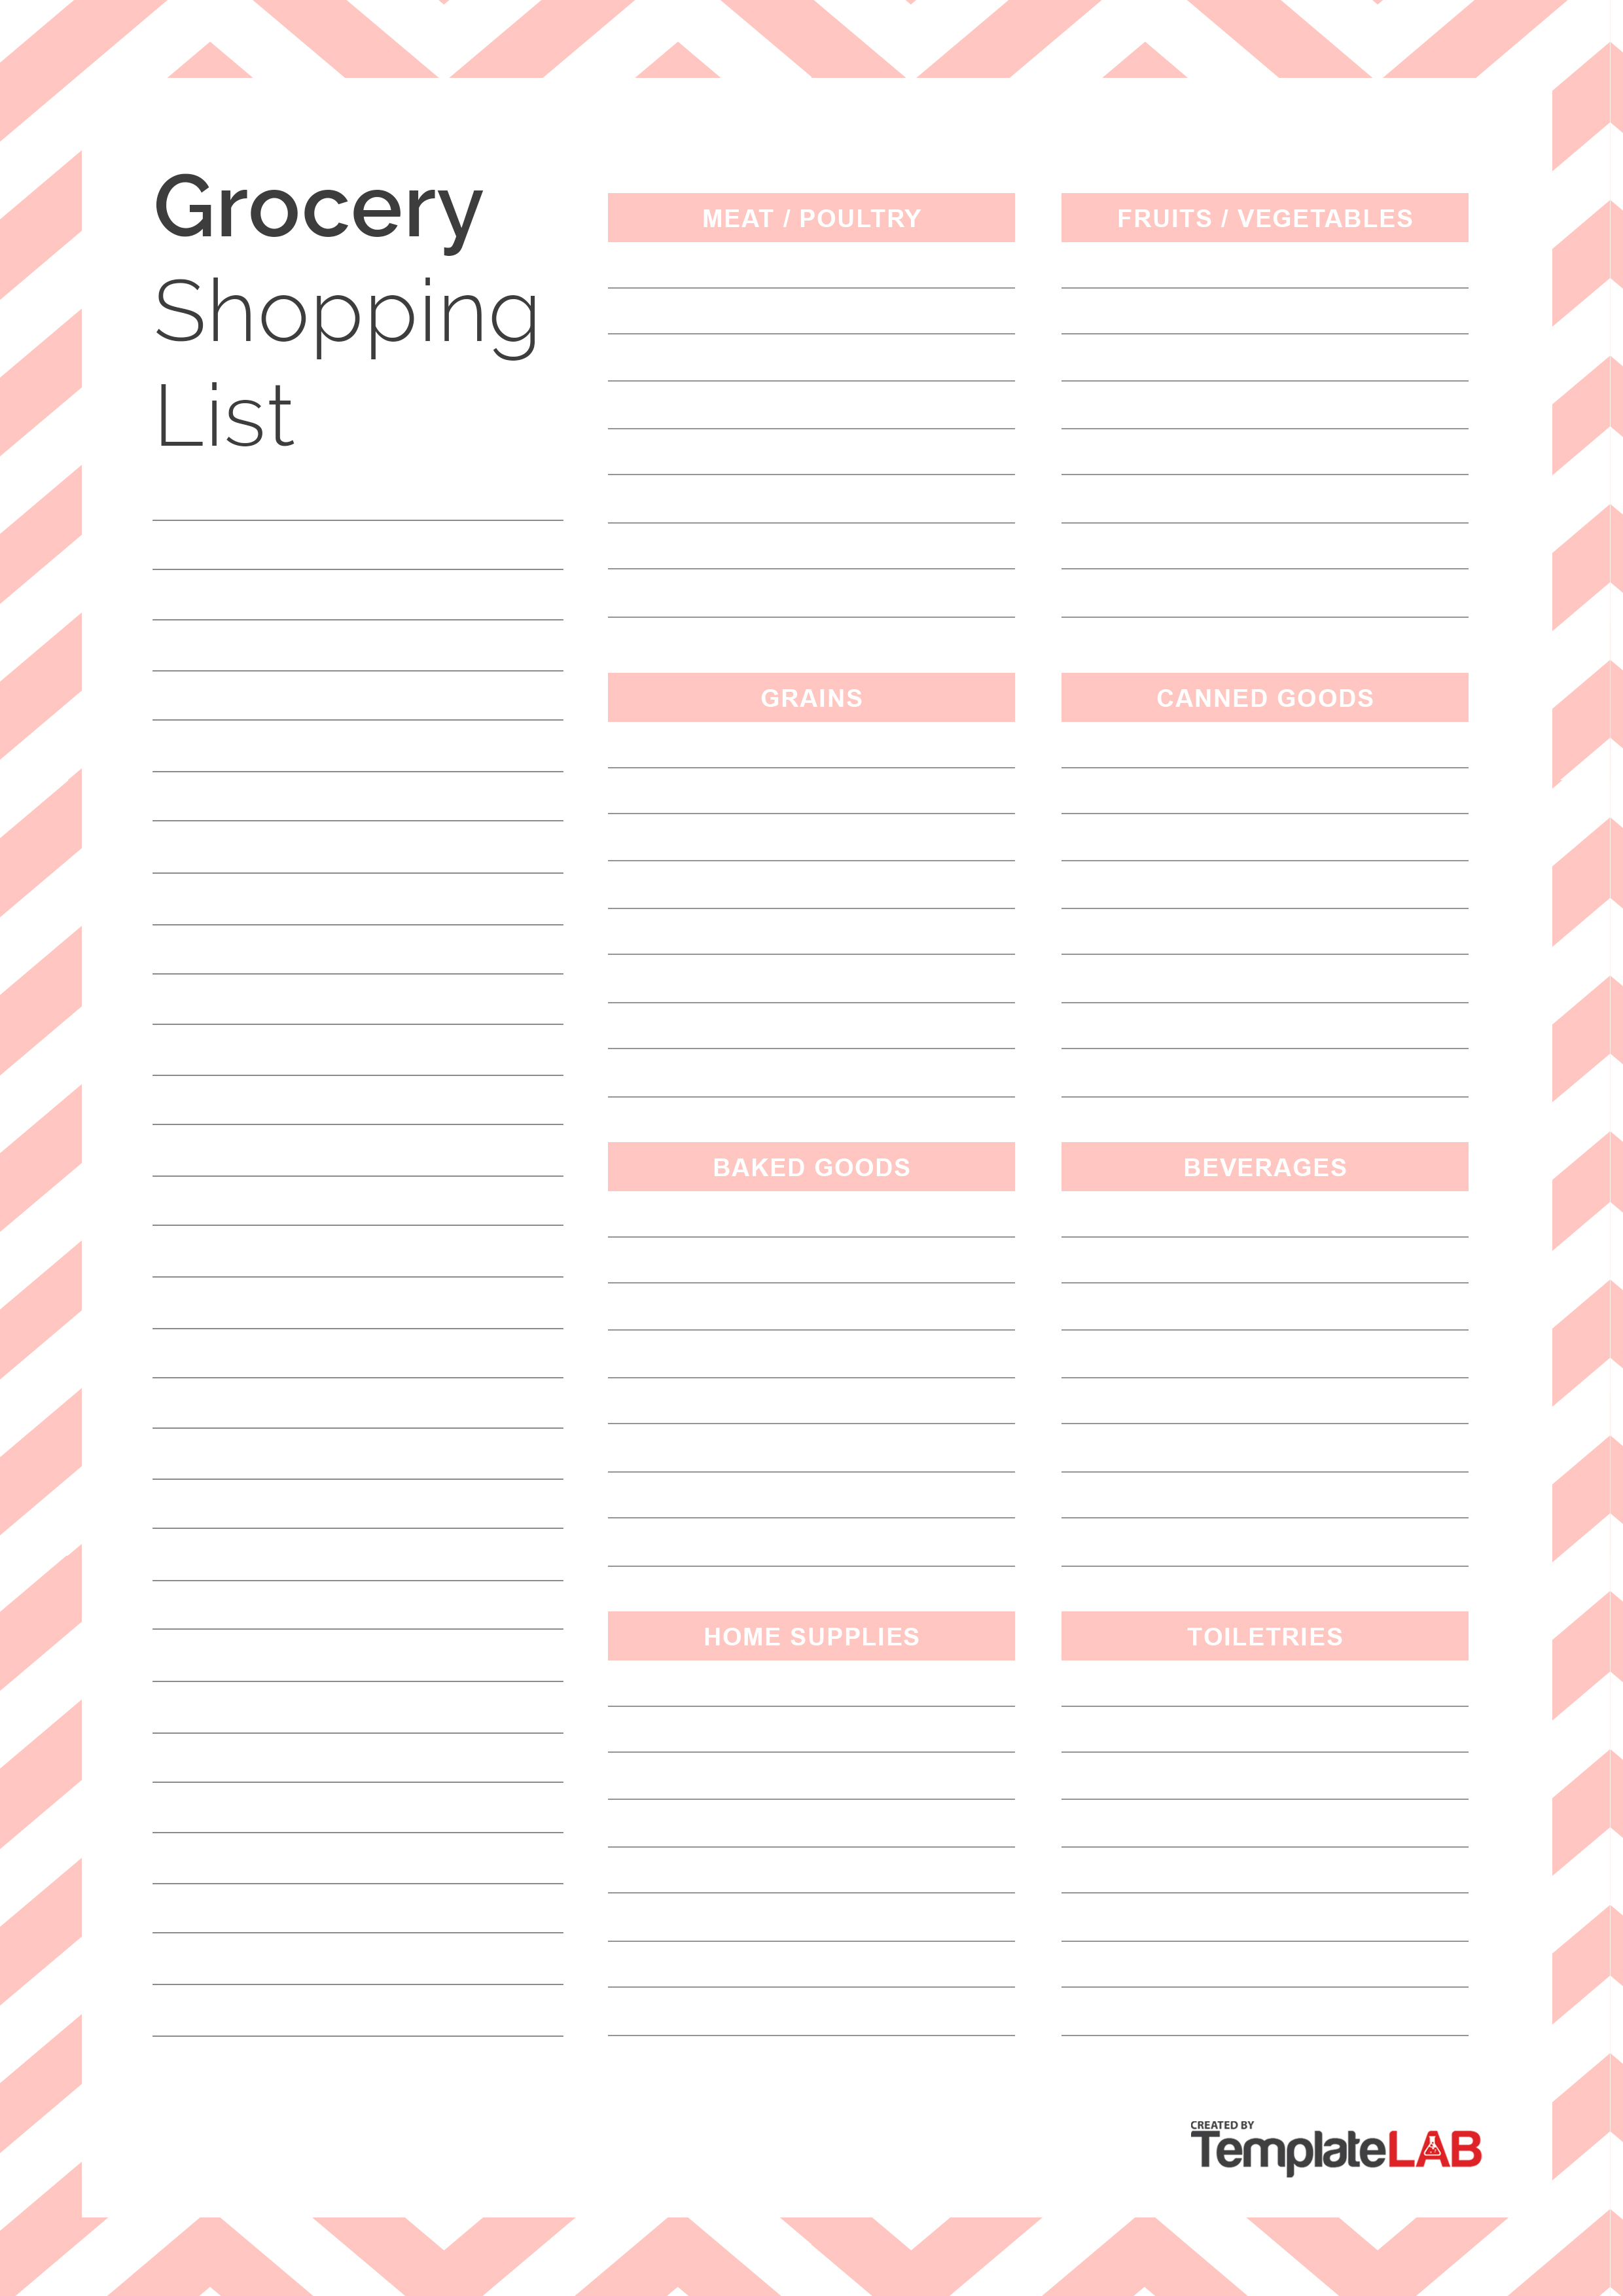 Grocery
Shopping
List
MEAT / POULTRY
FRUITS / VEGETABLES
GRAINS
CANNED GOODS
BAKED GOODS
BEVERAGES
HOME SUPPLIES
TOILETRIES
CREATED BY
TemplateLAB